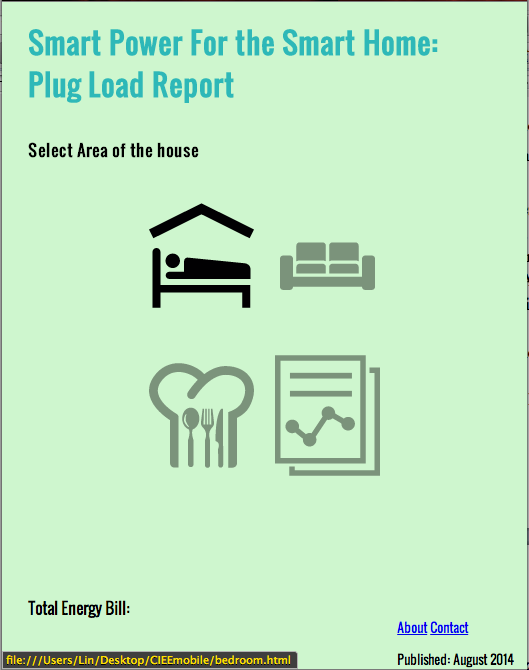 Smart Power For the Smart Home:
Plug Load Report
Select Area of the house
Total Energy Bill:
About Contact
file:///Users/Lin/Desktop/CIEEmobile/bedroom.html
Published: August 2014